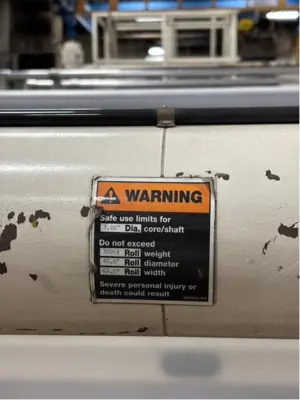 WARNING
Safe use limits for
3.00" Dia. core/shaft
Do not exceed
Roll weight
Roll diameter
Roll width
Severe personal injury or
death could result